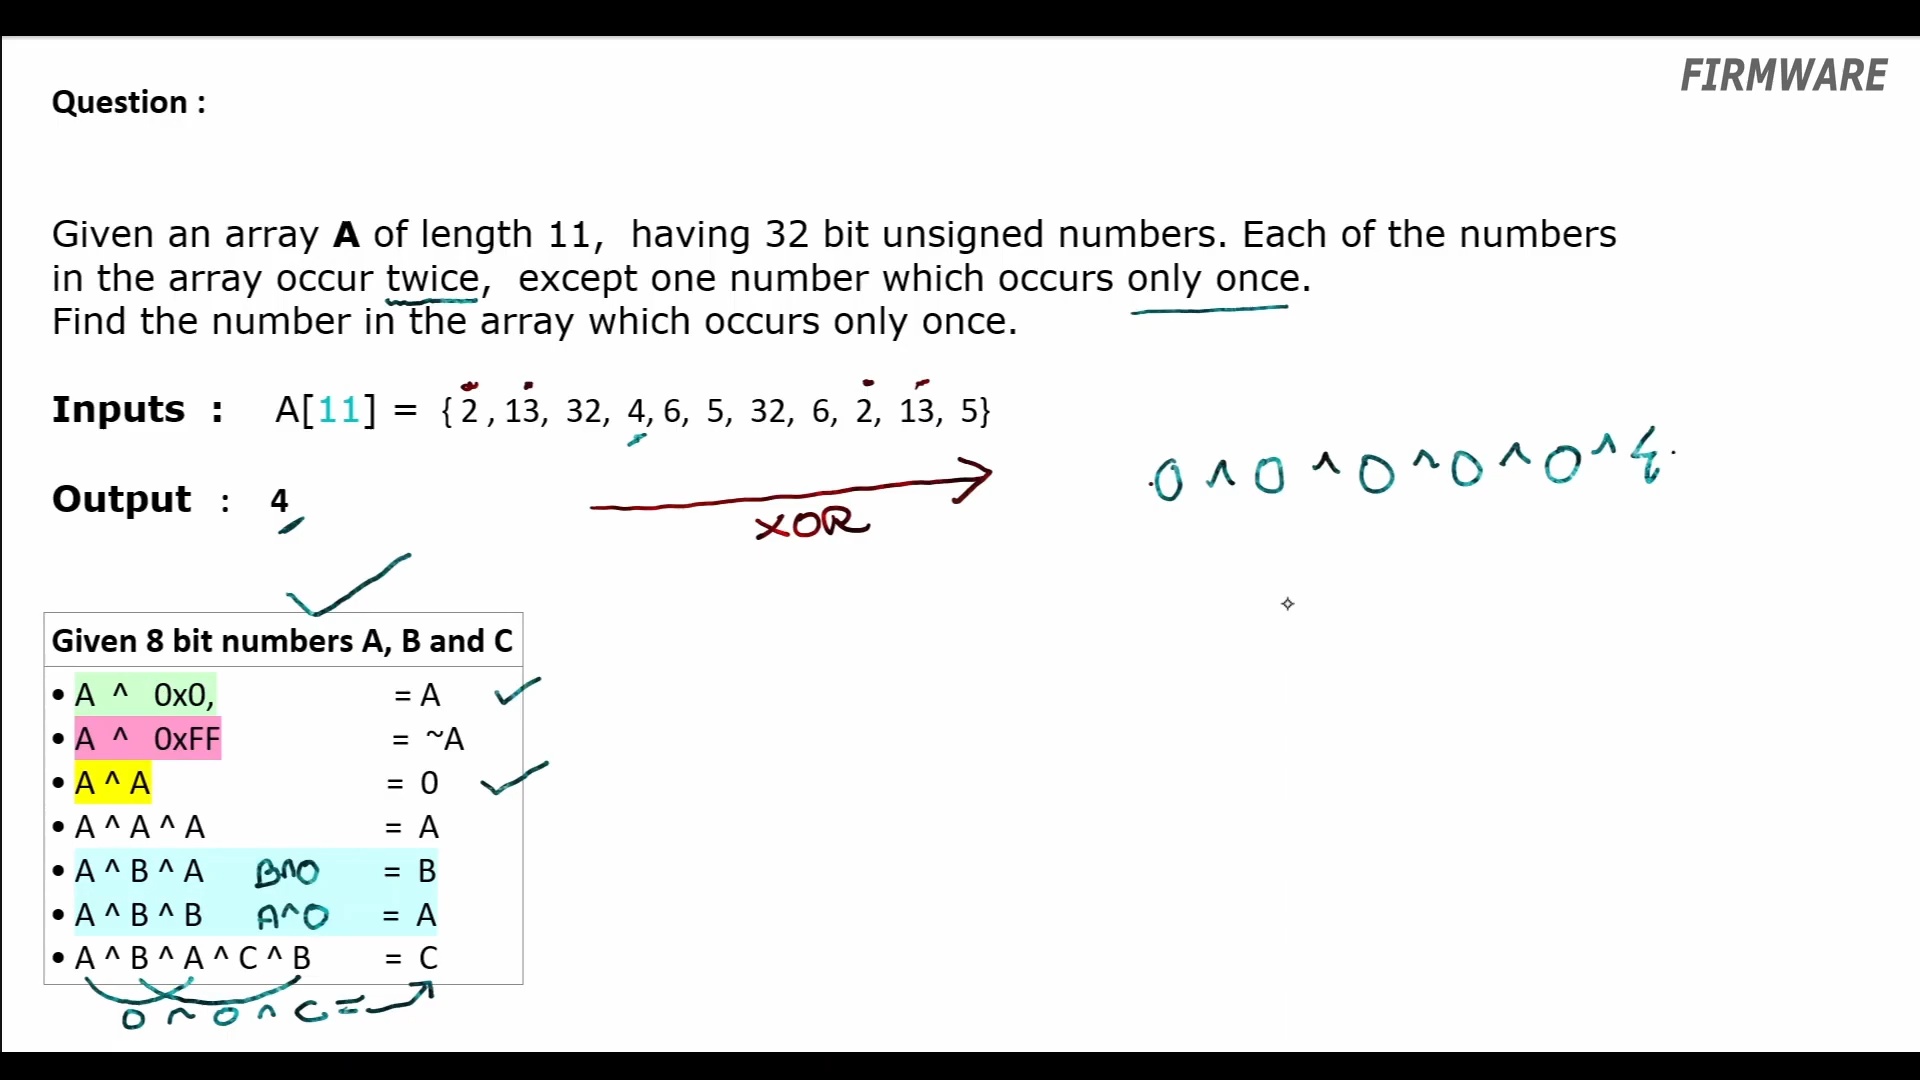 FIRMWARE
Question :
Given an array A of length 11, having 32 bit unsigned numbers. Each of the numbers
in the array occur twice, except one number which occurs only once.
Find the number in the array which occurs only once.
Inputs : A[11] = { 2 , 13, 32, 4, 6, 5, 32, 6, 2, 13, 5}
0 ^ 0 ^ 0 ^ 0 ^ 0 ^
Output : 4
XOR
Given 8 bit numbers A, B and C
• A ^ 0x0, = A
• A ^ 0xFF = ~A
• A ^ A = 0
• A ^ A ^ A = A
• A ^ B ^ A B^0 = B
• A ^ B ^ B A^0 = A
• A ^ B ^ A ^ C ^ B = C
0 ^ 0 ^ C =